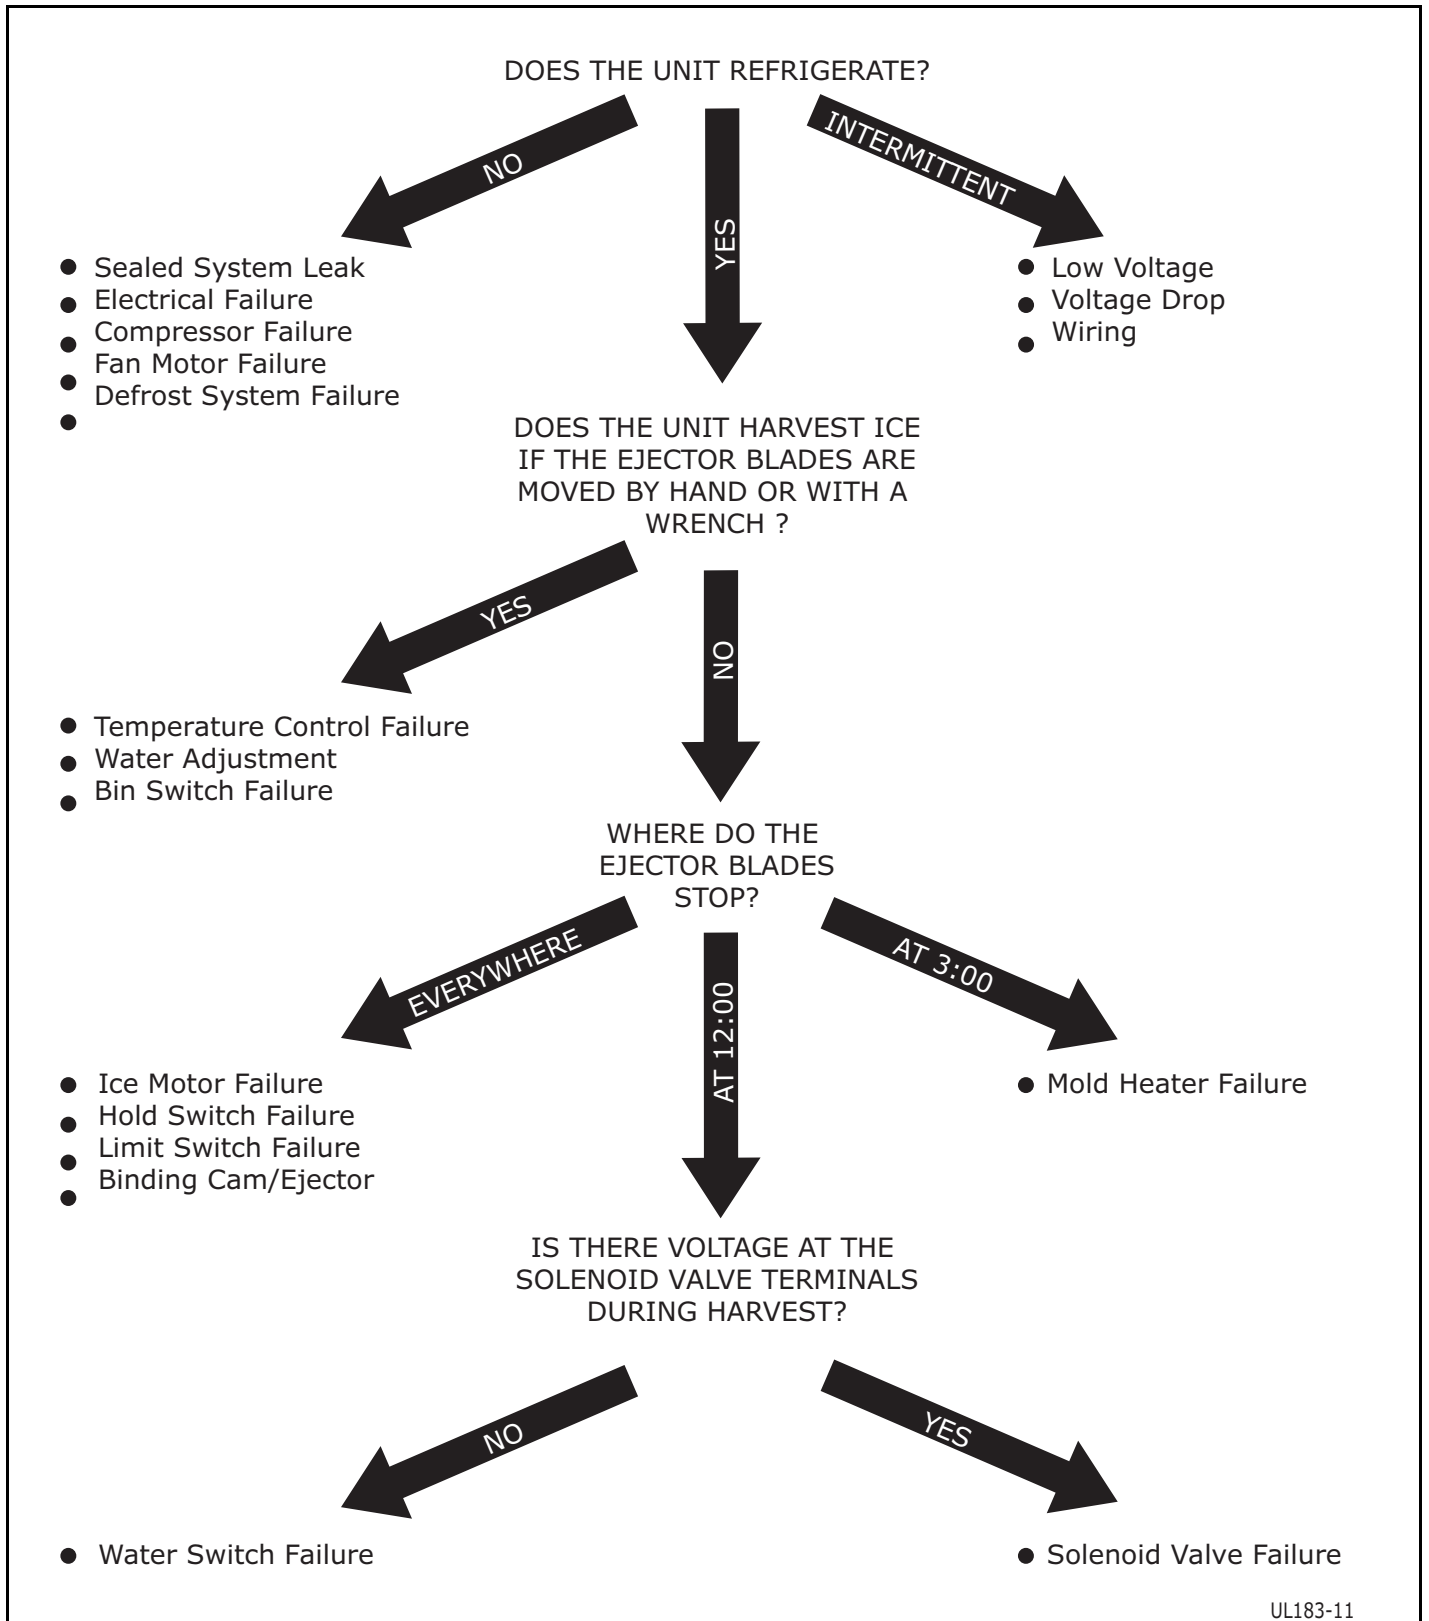 DOES THE UNIT REFRIGERATE?
NO
YES
INTERMITTENT
● Sealed System Leak
● Electrical Failure
● Compressor Failure
● Fan Motor Failure
● Defrost System Failure
●
● Low Voltage
● Voltage Drop
● Wiring
DOES THE UNIT HARVEST ICE
IF THE EJECTOR BLADES ARE
MOVED BY HAND OR WITH A
WRENCH ?
YES
NO
● Temperature Control Failure
● Water Adjustment
● Bin Switch Failure
WHERE DO THE
EJECTOR BLADES
STOP?
EVERYWHERE
AT 12:00
AT 3:00
● Ice Motor Failure
● Hold Switch Failure
● Limit Switch Failure
● Binding Cam/Ejector
● Mold Heater Failure
IS THERE VOLTAGE AT THE
SOLENOID VALVE TERMINALS
DURING HARVEST?
NO
YES
● Water Switch Failure
● Solenoid Valve Failure
UL183-11